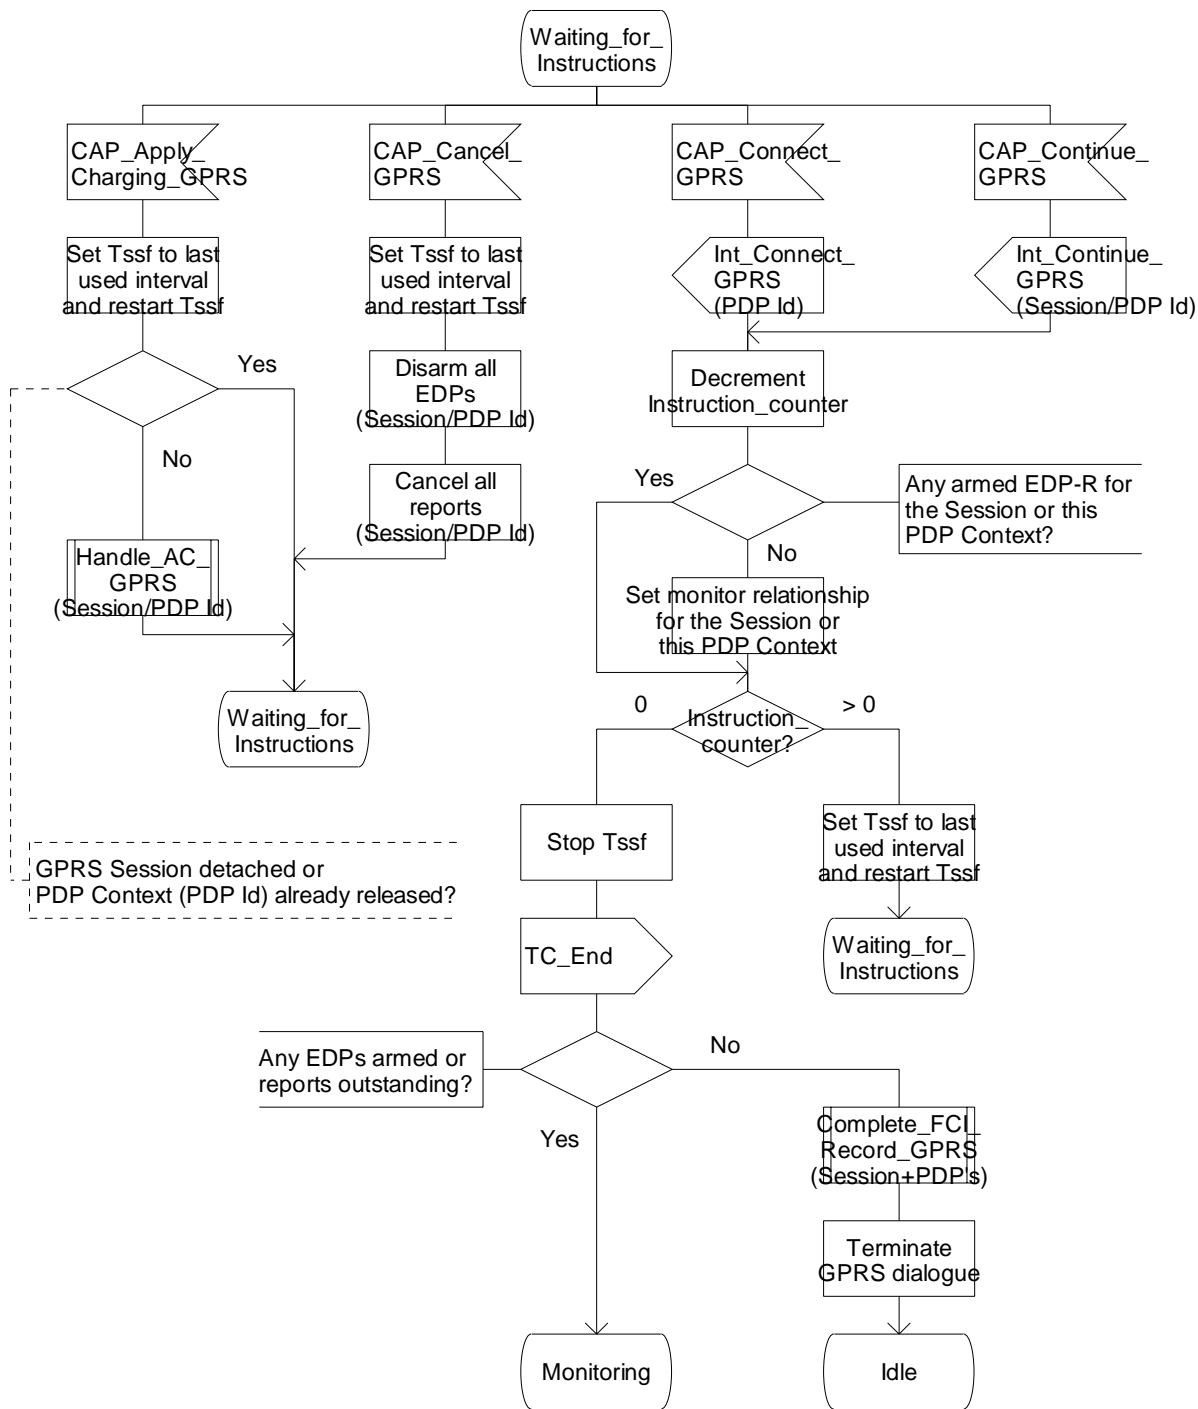 Waiting_for_
Instructions
CAP_Apply_
Charging_GPRS
CAP_Cancel_
GPRS
CAP_Connect_
GPRS
CAP_Continue_
GPRS
Set Tssf to last
used interval
and restart Tssf
Set Tssf to last
used interval
and restart Tssf
Int_Connect_
GPRS
(PDP Id)
Int_Continue_
GPRS
(Session/PDP Id)
Yes
No
Disarm all
EDPs
(Session/PDP Id)
Decrement
Instruction_counter
Cancel all
reports
(Session/PDP Id)
Yes
No
Any armed EDP-R for
the Session or this
PDP Context?
Handle_AC_
GPRS
(Session/PDP Id)
Set monitor relationship
for the Session or
this PDP Context
Waiting_for_
Instructions
0
Instruction_
counter?
> 0
Stop Tssf
Set Tssf to last
used interval
and restart Tssf
GPRS Session detached or
PDP Context (PDP Id) already released?
TC_End
Waiting_for_
Instructions
Any EDPs armed or
reports outstanding?
No
Yes
Complete_FCI_
Record_GPRS
(Session+PDP's)
Terminate
GPRS dialogue
Monitoring
Idle